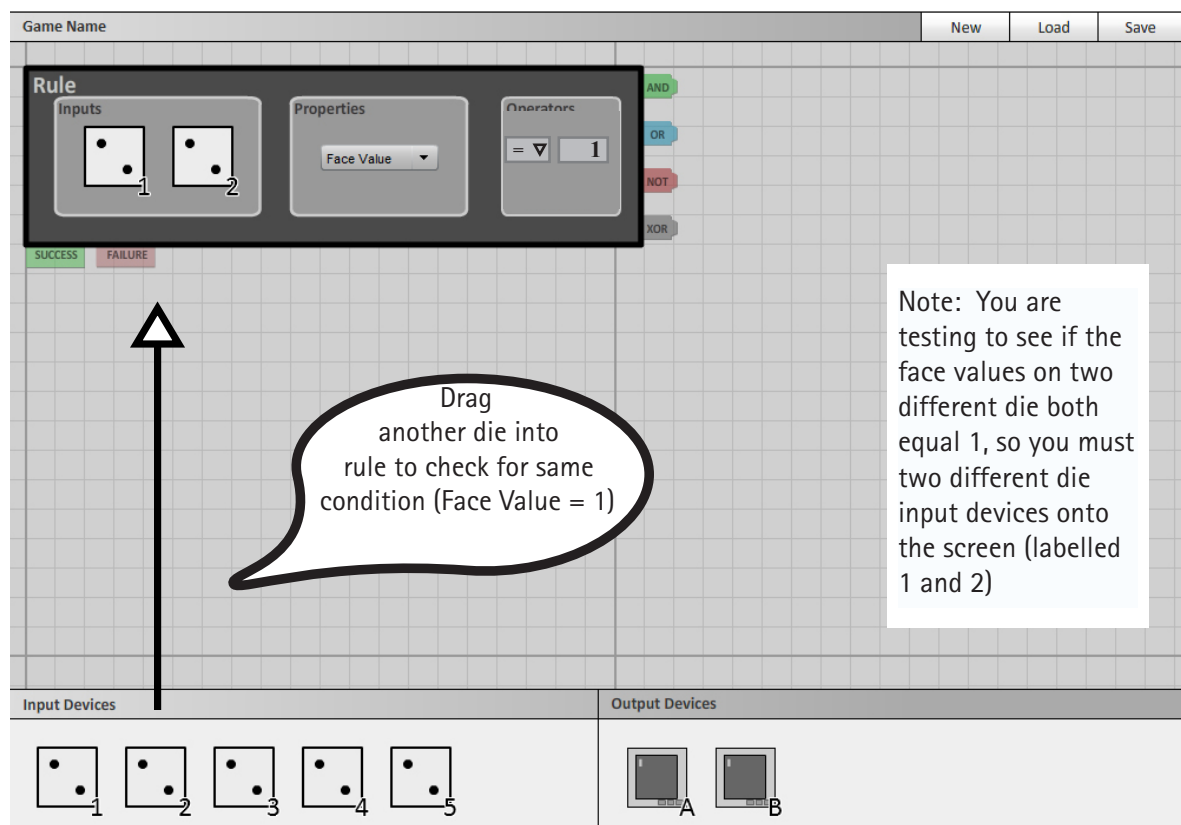 Game Name
New
Load
Save
Rule
Inputs
Properties
Operators
1
2
Face Value
= 1
AND
OR
NOT
XOR
SUCCESS
FAILURE
Drag
another die into
rule to check for same
condition (Face Value = 1)
Note: You are
testing to see if the
face values on two
different die both
equal 1, so you must
two different die
input devices onto
the screen (labelled
1 and 2)
Input Devices
1
2
3
4
5
Output Devices
A
B